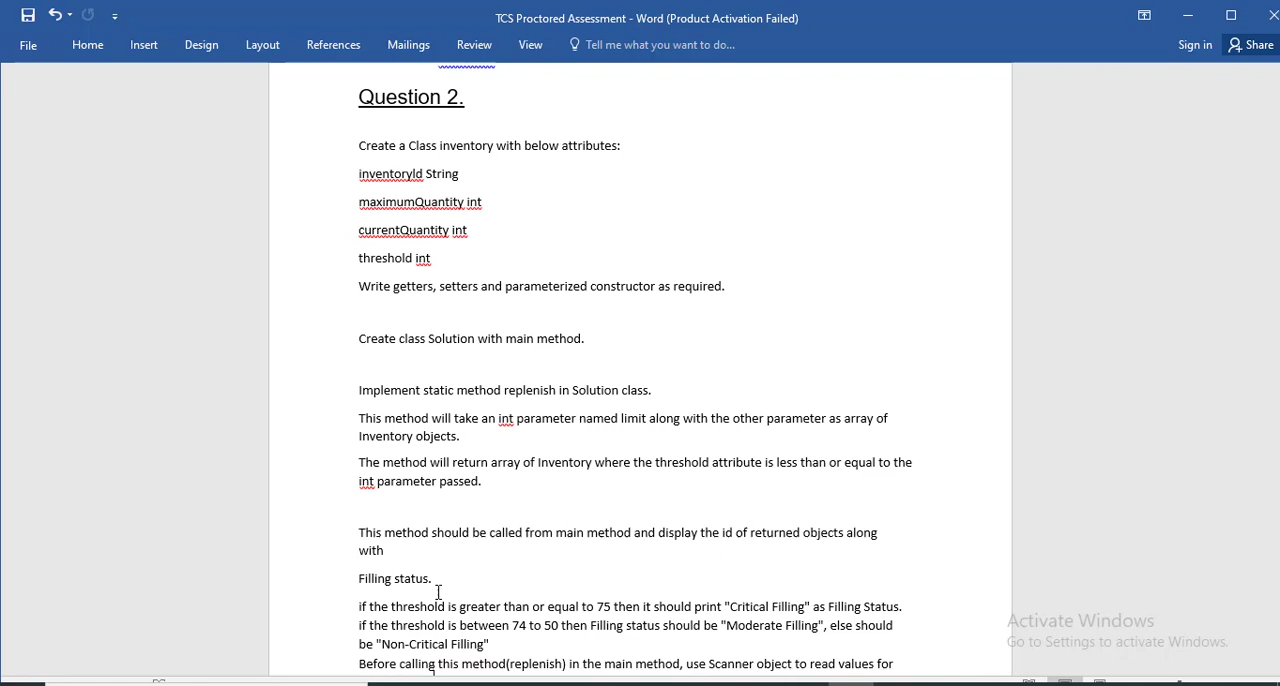 TCS Proctored Assessment - Word (Product Activation Failed)
File Home Insert Design Layout References Mailings Review View Tell me what you want to do... Sign in Share
Question 2.
Create a Class inventory with below attributes:
inventoryId String
maximumQuantity int
currentQuantity int
threshold int
Write getters, setters and parameterized constructor as required.
Create class Solution with main method.
Implement static method replenish in Solution class.
This method will take an int parameter named limit along with the other parameter as array of
Inventory objects.
The method will return array of Inventory where the threshold attribute is less than or equal to the
int parameter passed.
This method should be called from main method and display the id of returned objects along
with
Filling status.
if the threshold is greater than or equal to 75 then it should print "Critical Filling" as Filling Status.
if the threshold is between 74 to 50 then Filling status should be "Moderate Filling", else should
be "Non-Critical Filling"
Before calling this method(replenish) in the main method, use Scanner object to read values for
Activate Windows
Go to Settings to activate Windows.